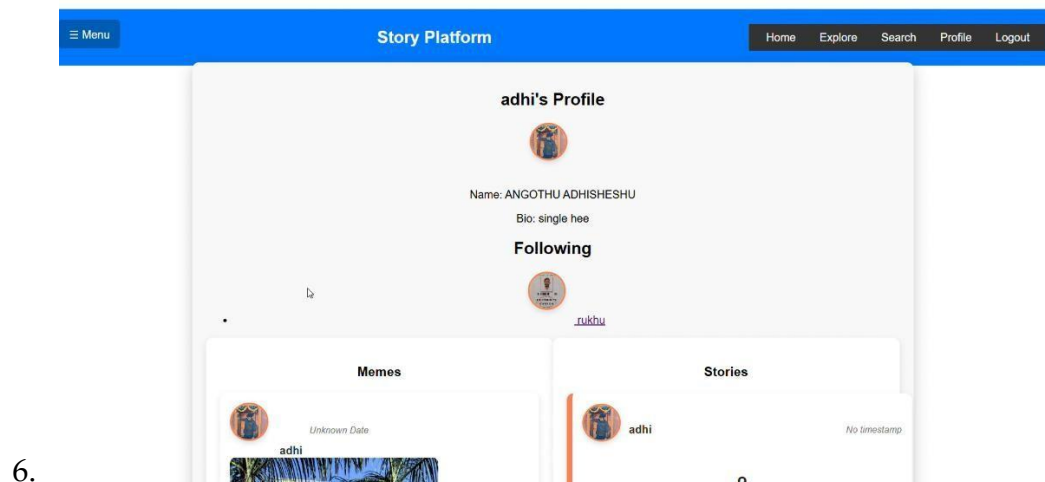 ☰ Menu
Story Platform
Home Explore Search Profile Logout
adhi's Profile
Name: ANGOTHU ADHISHESHU
Bio: single hee
Following
rukhu
Memes
Stories
Unknown Date
adhi
adhi
No timestamp
6.